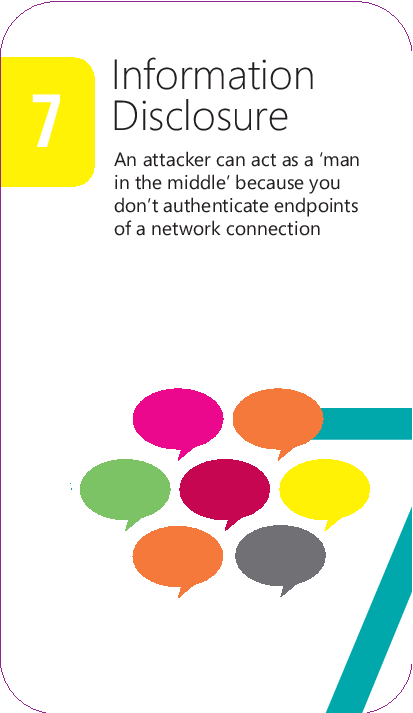 7
Information
Disclosure
An attacker can act as a ‘man
in the middle’ because you
don’t authenticate endpoints
of a network connection
7